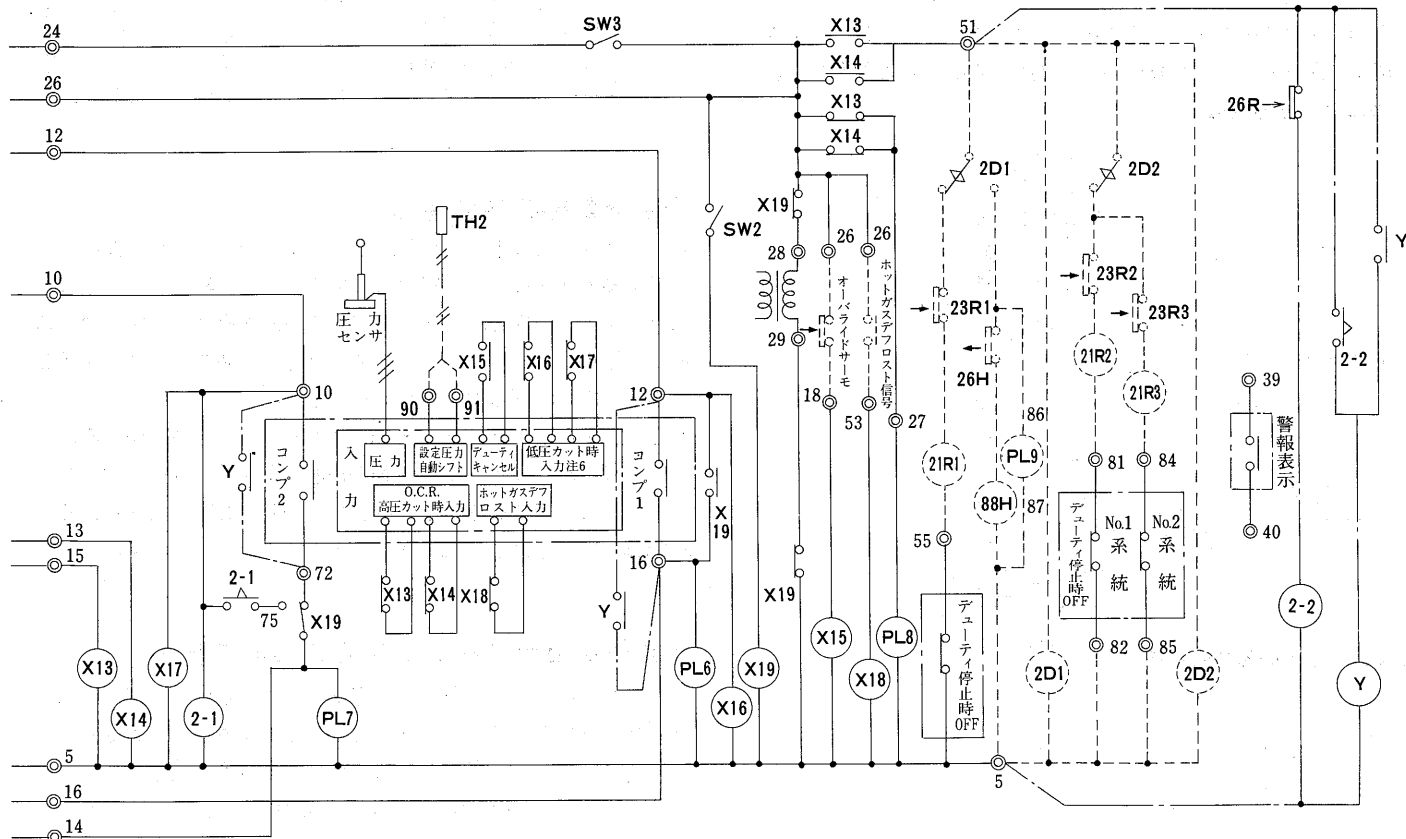 24
SW3
X13
51
X14
26
X13
26R
12
X14
2D1
2D2
TH2
X19
SW2
26
26
Y
28
10
圧力
センサ
オーバライドサーモ
ホットガスデフロスト信号
23R1
23R2
23R3
X15
X16
X17
29
26H
21R2
2-2
21R3
10
90
91
12
18
53
27
86
39
Y
コンプ2
入力
圧力
設定圧力
自動シフト
デューティ
キャンセル
低圧カット時
入力注6
コンプ1
X19
21R1
PL9
81
84
警報表示
O.C.R.
高圧カット時入力
ホットガスデフ
ロスト入力
88H
87
デューティ停止時OFF
No.1系統
No.2系統
40
13
15
72
16
55
2-1
75
X19
X13
X14
X18
Y
X19
デューティ停止時OFF
2-2
X13
X17
PL6
X19
X15
PL8
82
85
X14
2-1
PL7
X16
X18
2D1
2D2
Y
5
5
16
14